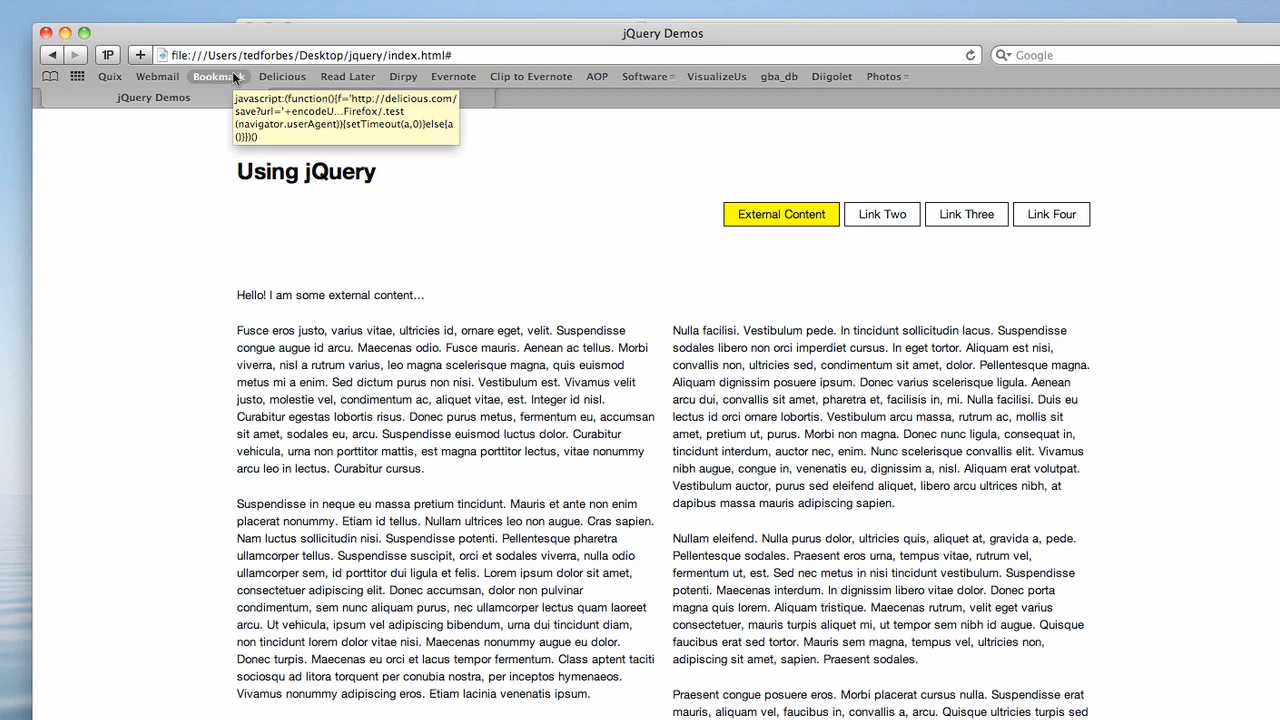 jQuery Demos
1P
+
file:///Users/tedforbes/Desktop/jquery/index.html#
Google
Quix Webmail Bookmark Delicious Read Later Dirpy Evernote Clip to Evernote AOP Software VisualizeUs gba_db Diigolet Photos
jQuery Demos
javascript:(function(){f='http://delicious.com/
save?url='+encodeU...Firefox/.test
(navigator.userAgent)){setTimeout(a,0)}else{a
()}})()
Using jQuery
External Content Link Two Link Three Link Four
Hello! I am some external content…
Fusce eros justo, varius vitae, ultricies id, ornare eget, velit. Suspendisse
congue augue id arcu. Maecenas odio. Fusce mauris. Aenean ac tellus. Morbi
viverra, nisl a rutrum varius, leo magna scelerisque magna, quis euismod
metus mi a enim. Sed dictum purus non nisi. Vestibulum est. Vivamus velit
justo, molestie vel, condimentum ac, aliquet vitae, est. Integer id nisl.
Curabitur egestas lobortis risus. Donec purus metus, fermentum eu, accumsan
sit amet, sodales eu, arcu. Suspendisse euismod luctus dolor. Curabitur
vehicula, urna non porttitor mattis, est magna porttitor lectus, vitae nonummy
arcu leo in lectus. Curabitur cursus.
Suspendisse in neque eu massa pretium tincidunt. Mauris et ante non enim
placerat nonummy. Etiam id tellus. Nullam ultrices leo non augue. Cras sapien.
Nam luctus sollicitudin nisi. Suspendisse potenti. Pellentesque pharetra
ullamcorper tellus. Suspendisse suscipit, orci et sodales viverra, nulla odio
ullamcorper sem, id porttitor dui ligula et felis. Lorem ipsum dolor sit amet,
consectetuer adipiscing elit. Donec accumsan, dolor non pulvinar
condimentum, sem nunc aliquam purus, nec ullamcorper lectus quam laoreet
arcu. Ut vehicula, ipsum vel adipiscing bibendum, urna dui tincidunt diam,
non tincidunt lorem dolor vitae nisi. Maecenas nonummy augue eu dolor.
Donec turpis. Maecenas eu orci et lacus tempor fermentum. Class aptent taciti
sociosqu ad litora torquent per conubia nostra, per inceptos hymenaeos.
Vivamus nonummy adipiscing eros. Etiam lacinia venenatis ipsum.
Nulla facilisi. Vestibulum pede. In tincidunt sollicitudin lacus. Suspendisse
sodales libero non orci imperdiet cursus. In eget tortor. Aliquam est nisi,
convallis non, ultricies sed, condimentum sit amet, dolor. Pellentesque magna.
Aliquam dignissim posuere ipsum. Donec varius scelerisque ligula. Aenean
arcu dui, convallis sit amet, pharetra et, facilisis in, mi. Nulla facilisi. Duis eu
lectus id orci ornare lobortis. Vestibulum arcu massa, rutrum ac, mollis sit
amet, pretium ut, purus. Morbi non magna. Donec nunc ligula, consequat in,
tincidunt interdum, auctor nec, enim. Nunc scelerisque convallis elit. Vivamus
nibh augue, congue in, venenatis eu, dignissim a, nisl. Aliquam erat volutpat.
Vestibulum auctor, purus sed eleifend aliquet, libero arcu ultrices nibh, at
dapibus massa mauris adipiscing sapien.
Nullam eleifend. Nulla purus dolor, ultricies quis, aliquet at, gravida a, pede.
Pellentesque sodales. Praesent eros urna, tempus vitae, rutrum vel,
fermentum ut, est. Sed nec metus in nisi tincidunt vestibulum. Suspendisse
potenti. Maecenas interdum. In dignissim libero vitae dolor. Donec porta
magna quis lorem. Aliquam tristique. Maecenas rutrum, velit eget varius
consectetuer, mauris turpis aliquet mi, ut tempor sem nibh id augue. Quisque
faucibus erat sed tortor. Mauris sem magna, tempus vel, ultricies non,
adipiscing sit amet, sapien. Praesent sodales.
Praesent congue posuere eros. Morbi placerat cursus nulla. Suspendisse erat
mauris, aliquam vel, faucibus in, convallis a, arcu. Quisque ultricies turpis sed